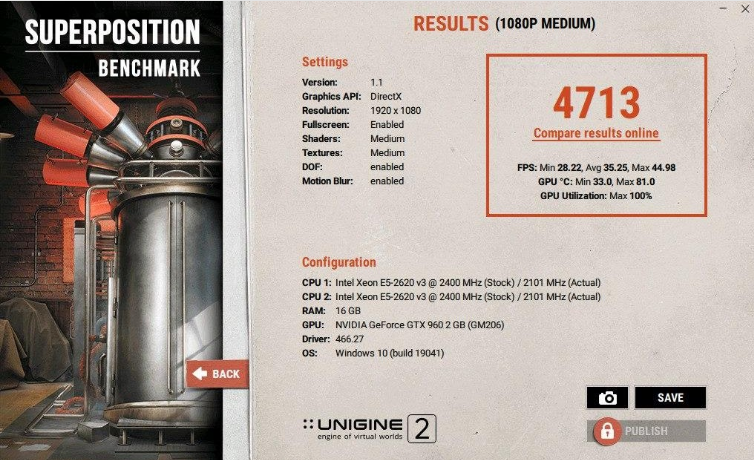 SUPERPOSITION
BENCHMARK
RESULTS (1080P MEDIUM)
Settings
Version: 1.1
Graphics API: DirectX
Resolution: 1920 x 1080
Fullscreen: Enabled
Shaders: Medium
Textures: Medium
DOF: enabled
Motion Blur: enabled
4713
Compare results online
FPS: Min 28.22, Avg 35.25, Max 44.98
GPU °C: Min 33.0, Max 81.0
GPU Utilization: Max 100%
Configuration
CPU 1: Intel Xeon E5-2620 v3 @ 2400 MHz (Stock) / 2101 MHz (Actual)
CPU 2: Intel Xeon E5-2620 v3 @ 2400 MHz (Stock) / 2101 MHz (Actual)
RAM: 16 GB
GPU: NVIDIA GeForce GTX 960 2 GB (GM206)
Driver: 466.27
OS: Windows 10 (build 19041)
BACK
SAVE
PUBLISH
UNIGINE 2
engine of virtual worlds